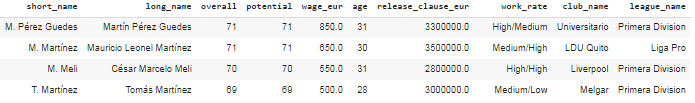 short_name long_name overall potential wage_eur age release_clause_eur work_rate club_name league_name
M. Pérez Guedes Martín Pérez Guedes 71 71 850.0 31 3300000.0 High/Medium Universitario Primera Division
M. Martínez Mauricio Leonel Martínez 71 71 650.0 30 3500000.0 Medium/High LDU Quito Liga Pro
M. Meli César Marcelo Meli 70 70 550.0 31 2800000.0 High/High Liverpool Primera Division
T. Martínez Tomás Martínez 69 69 500.0 28 3000000.0 Medium/Low Melgar Primera Division